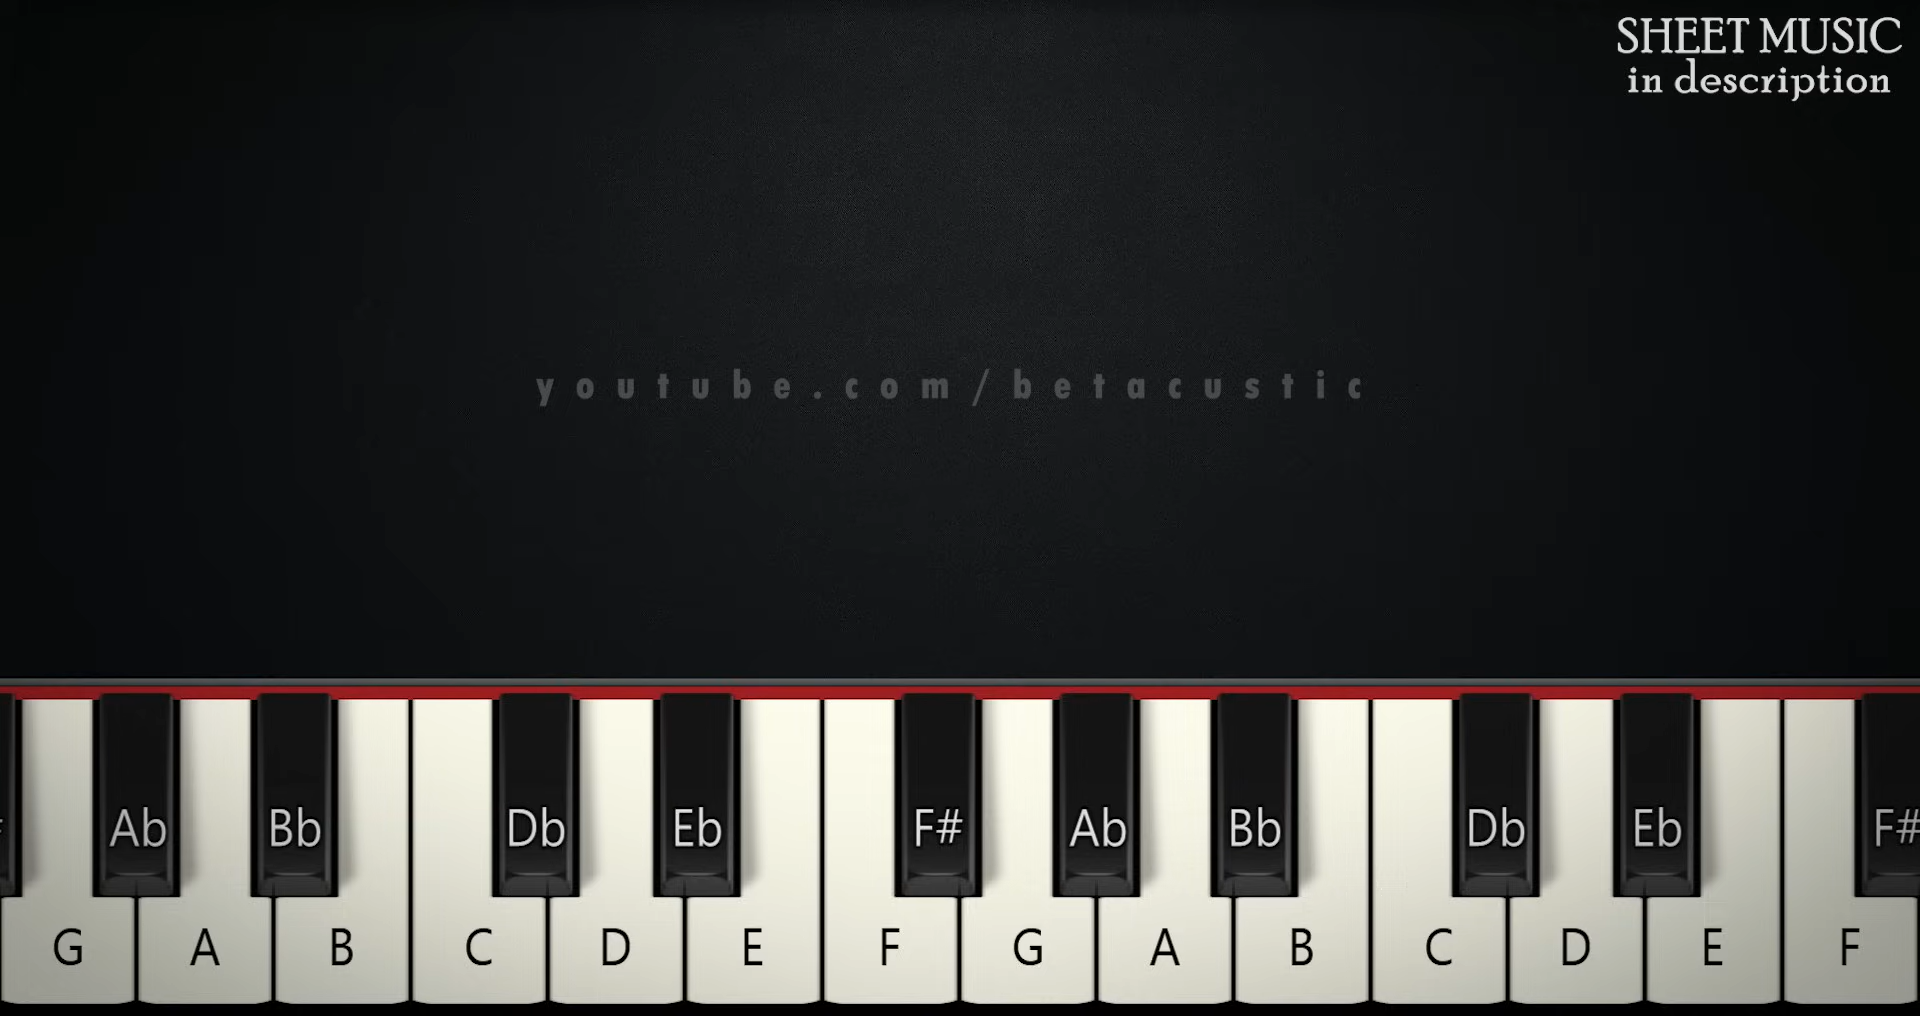 SHEET MUSIC
in description
youtube.com/betacustic
# Ab Bb Db Eb F# Ab Bb Db Eb F#
G A B C D E F G A B C D E F